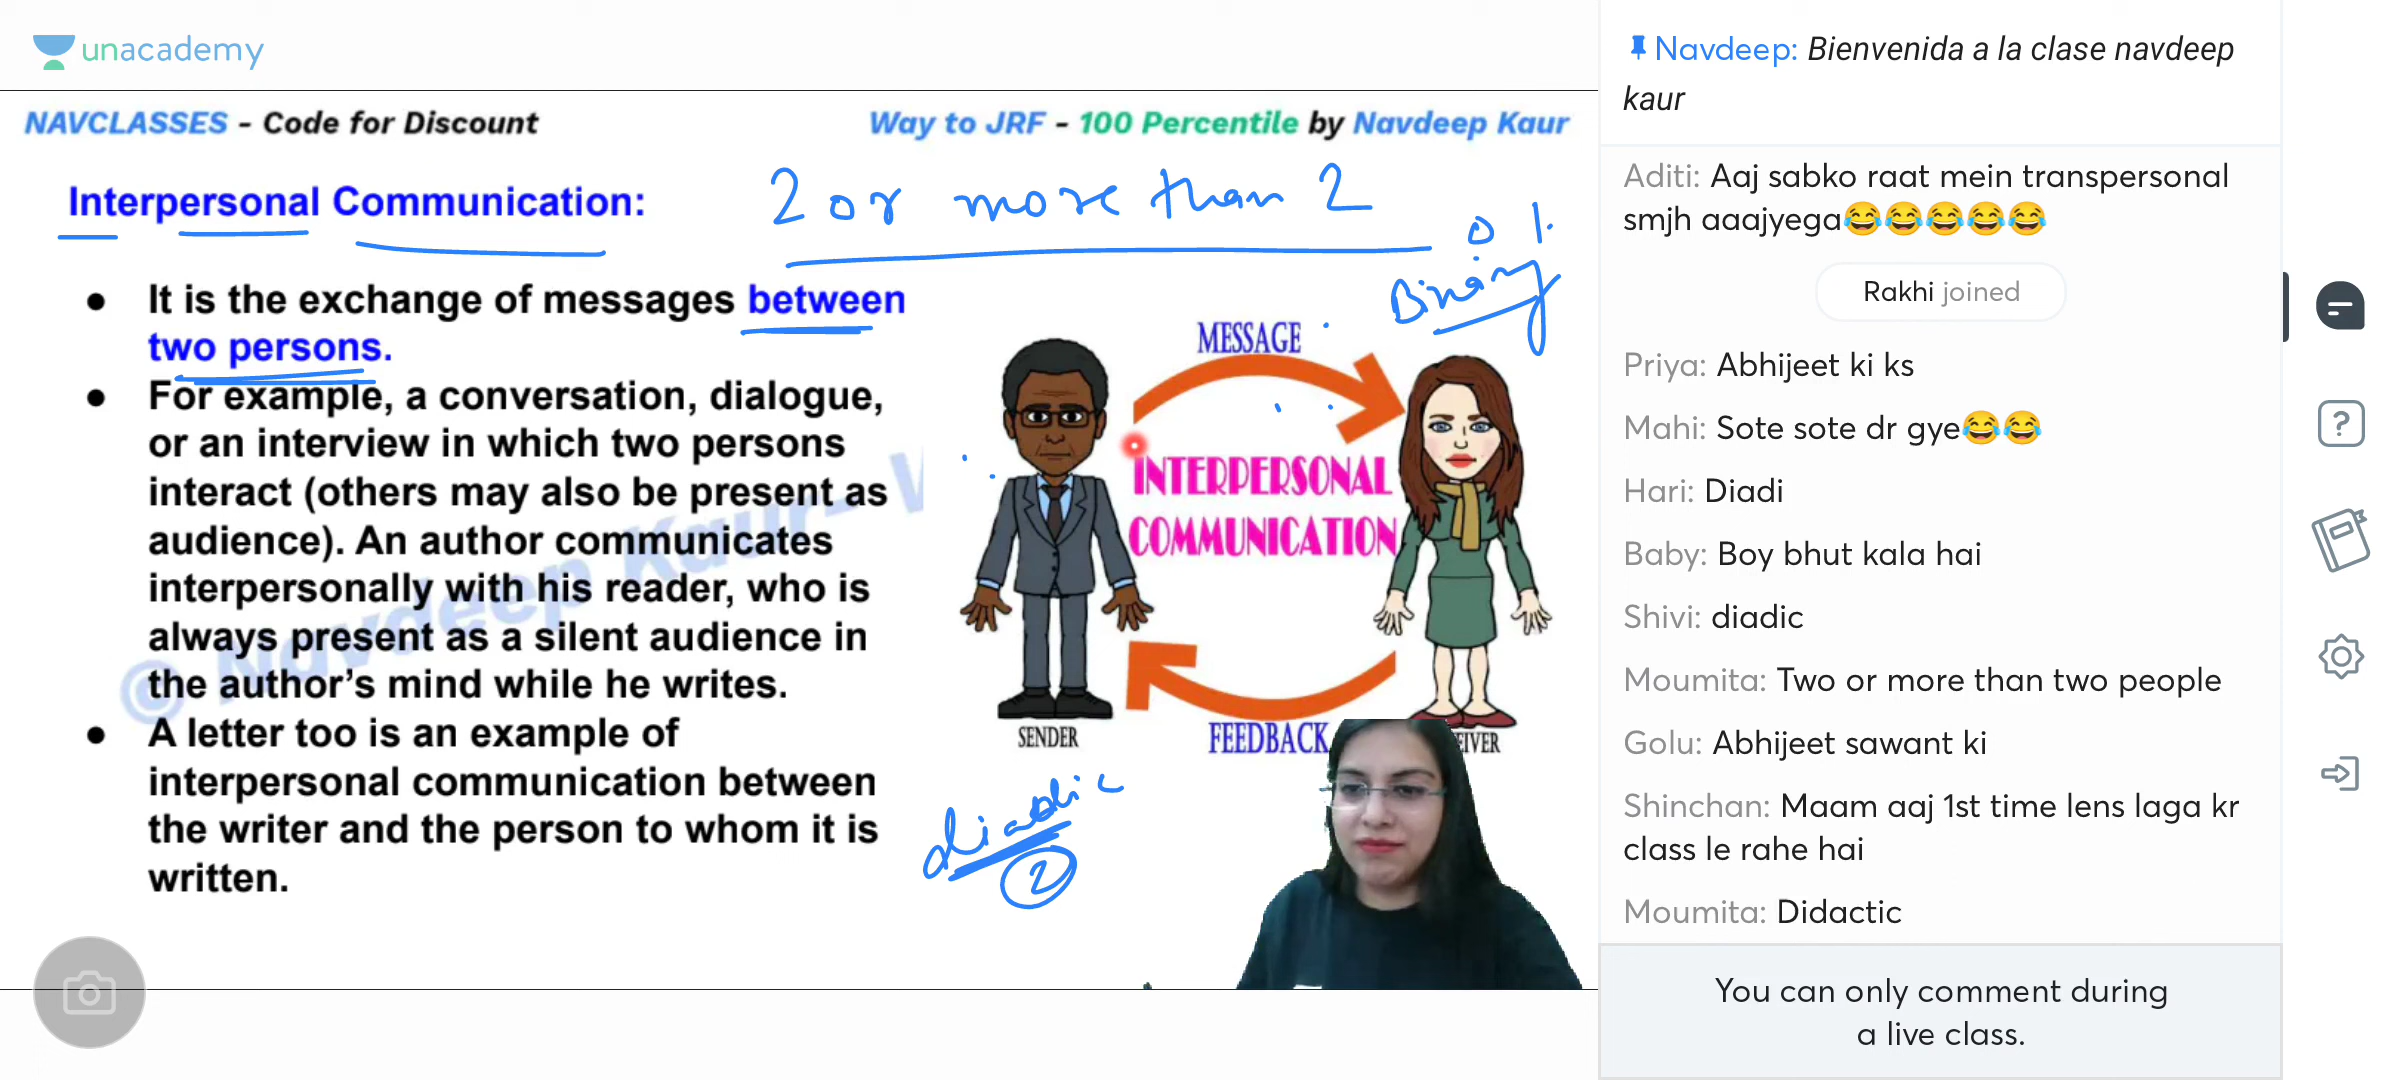 unacademy
NAVCLASSES - Code for Discount
Way to JRF - 100 Percentile by Navdeep Kaur
Interpersonal Communication:
2 or more than 2
0 1.
Binary
● It is the exchange of messages between
two persons.
● For example, a conversation, dialogue,
or an interview in which two persons
interact (others may also be present as
audience). An author communicates
interpersonally with his reader, who is
always present as a silent audience in
the author's mind while he writes.
● A letter too is an example of
interpersonal communication between
the writer and the person to whom it is
written.
© Navdeep Kaur-
MESSAGE
INTERPERSONAL
COMMUNICATION
SENDER
FEEDBACK
EIVER
diadic
2
Navdeep: Bienvenida a la clase navdeep
kaur
Aditi: Aaj sabko raat mein transpersonal
smjh aaajyega😂😂😂😂😂
Rakhi joined
Priya: Abhijeet ki ks
Mahi: Sote sote dr gye😂😂
Hari: Diadi
Baby: Boy bhut kala hai
Shivi: diadic
Moumita: Two or more than two people
Golu: Abhijeet sawant ki
Shinchan: Maam aaj 1st time lens laga kr
class le rahe hai
Moumita: Didactic
You can only comment during
a live class.